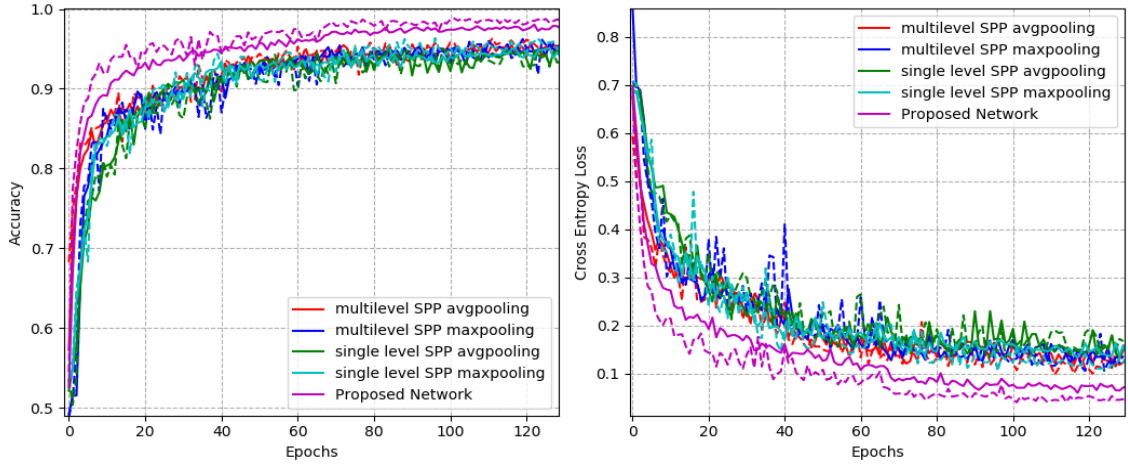 1.0
0.9
0.8
0.7
0.6
0.5
Accuracy
0
20
40
60
80
100
120
Epochs
multilevel SPP avgpooling
multilevel SPP maxpooling
single level SPP avgpooling
single level SPP maxpooling
Proposed Network
0.8
0.7
0.6
0.5
0.4
0.3
0.2
0.1
Cross Entropy Loss
0
20
40
60
80
100
120
Epochs
multilevel SPP avgpooling
multilevel SPP maxpooling
single level SPP avgpooling
single level SPP maxpooling
Proposed Network